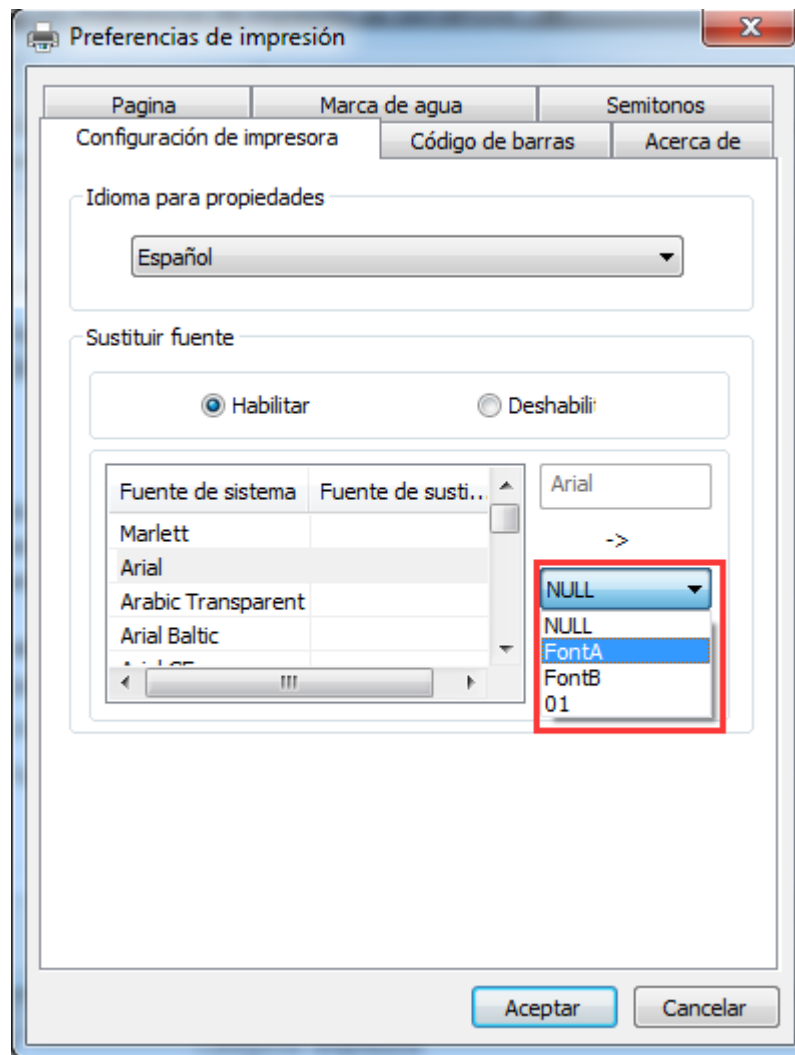 Preferencias de impresión
Pagina Marca de agua Semitonos
Configuración de impresora Código de barras Acerca de
Idioma para propiedades
Español
Sustituir fuente
Habilitar Deshabili
Fuente de sistema Fuente de susti... Arial
Marlett ->
Arial
Arabic Transparent NULL
Arial Baltic NULL
FontA
FontB
01
Aceptar Cancelar